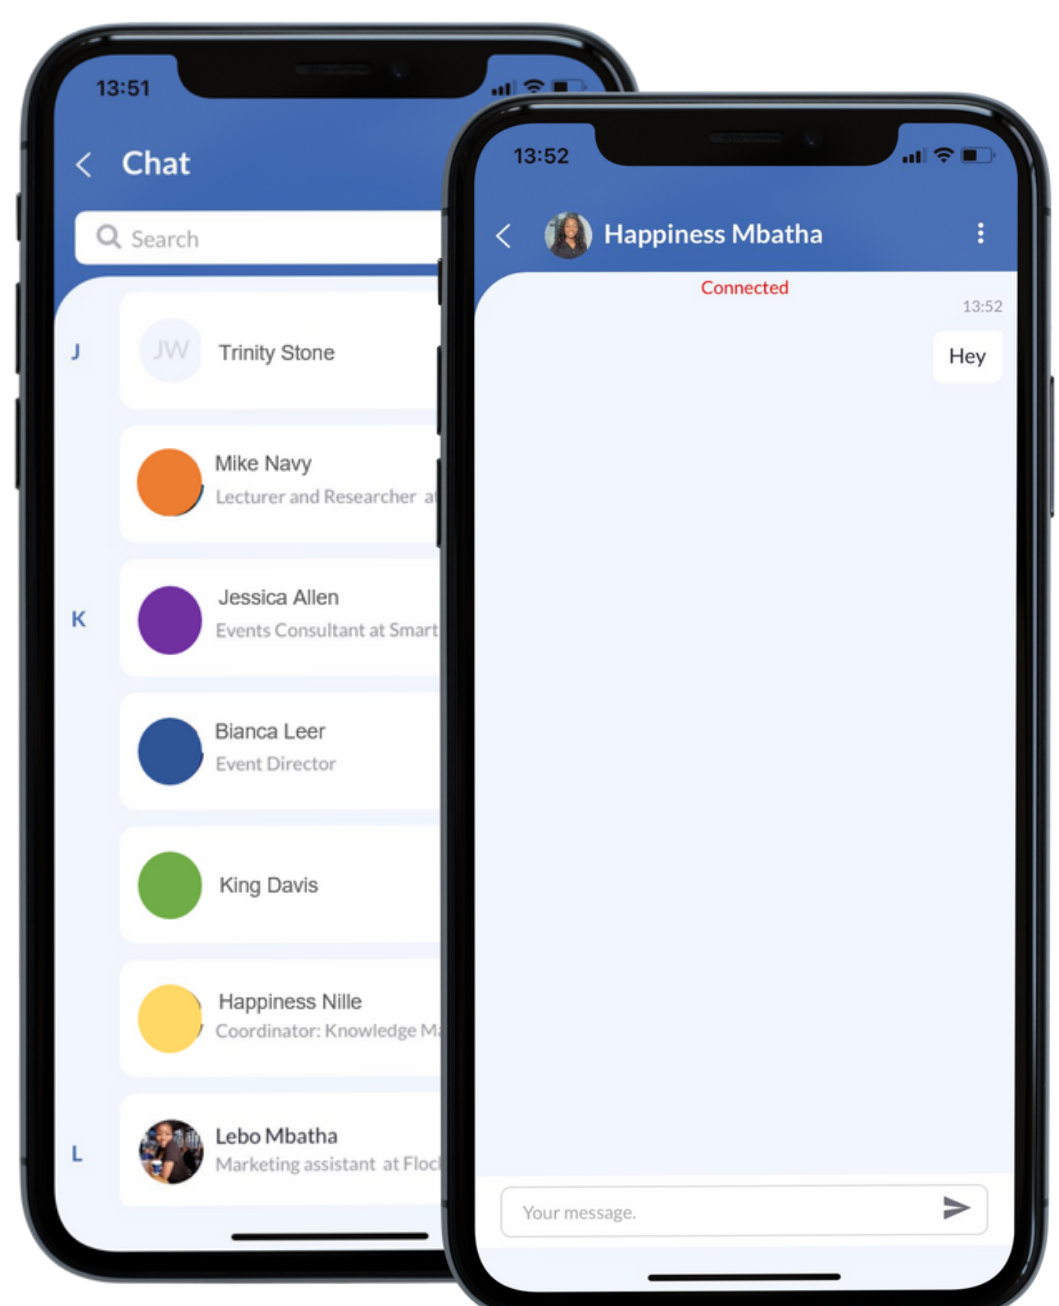 13:51
Chat
Search
J
JW
Trinity Stone
Mike Navy
Lecturer and Researcher
K
Jessica Allen
Events Consultant at Smart
Bianca Leer
Event Director
King Davis
Happiness Nille
Coordinator: Knowledge
L
Lebo Mbatha
Marketing assistant at
13:52
Happiness Mbatha
Connected
13:52
Hey
Your message.